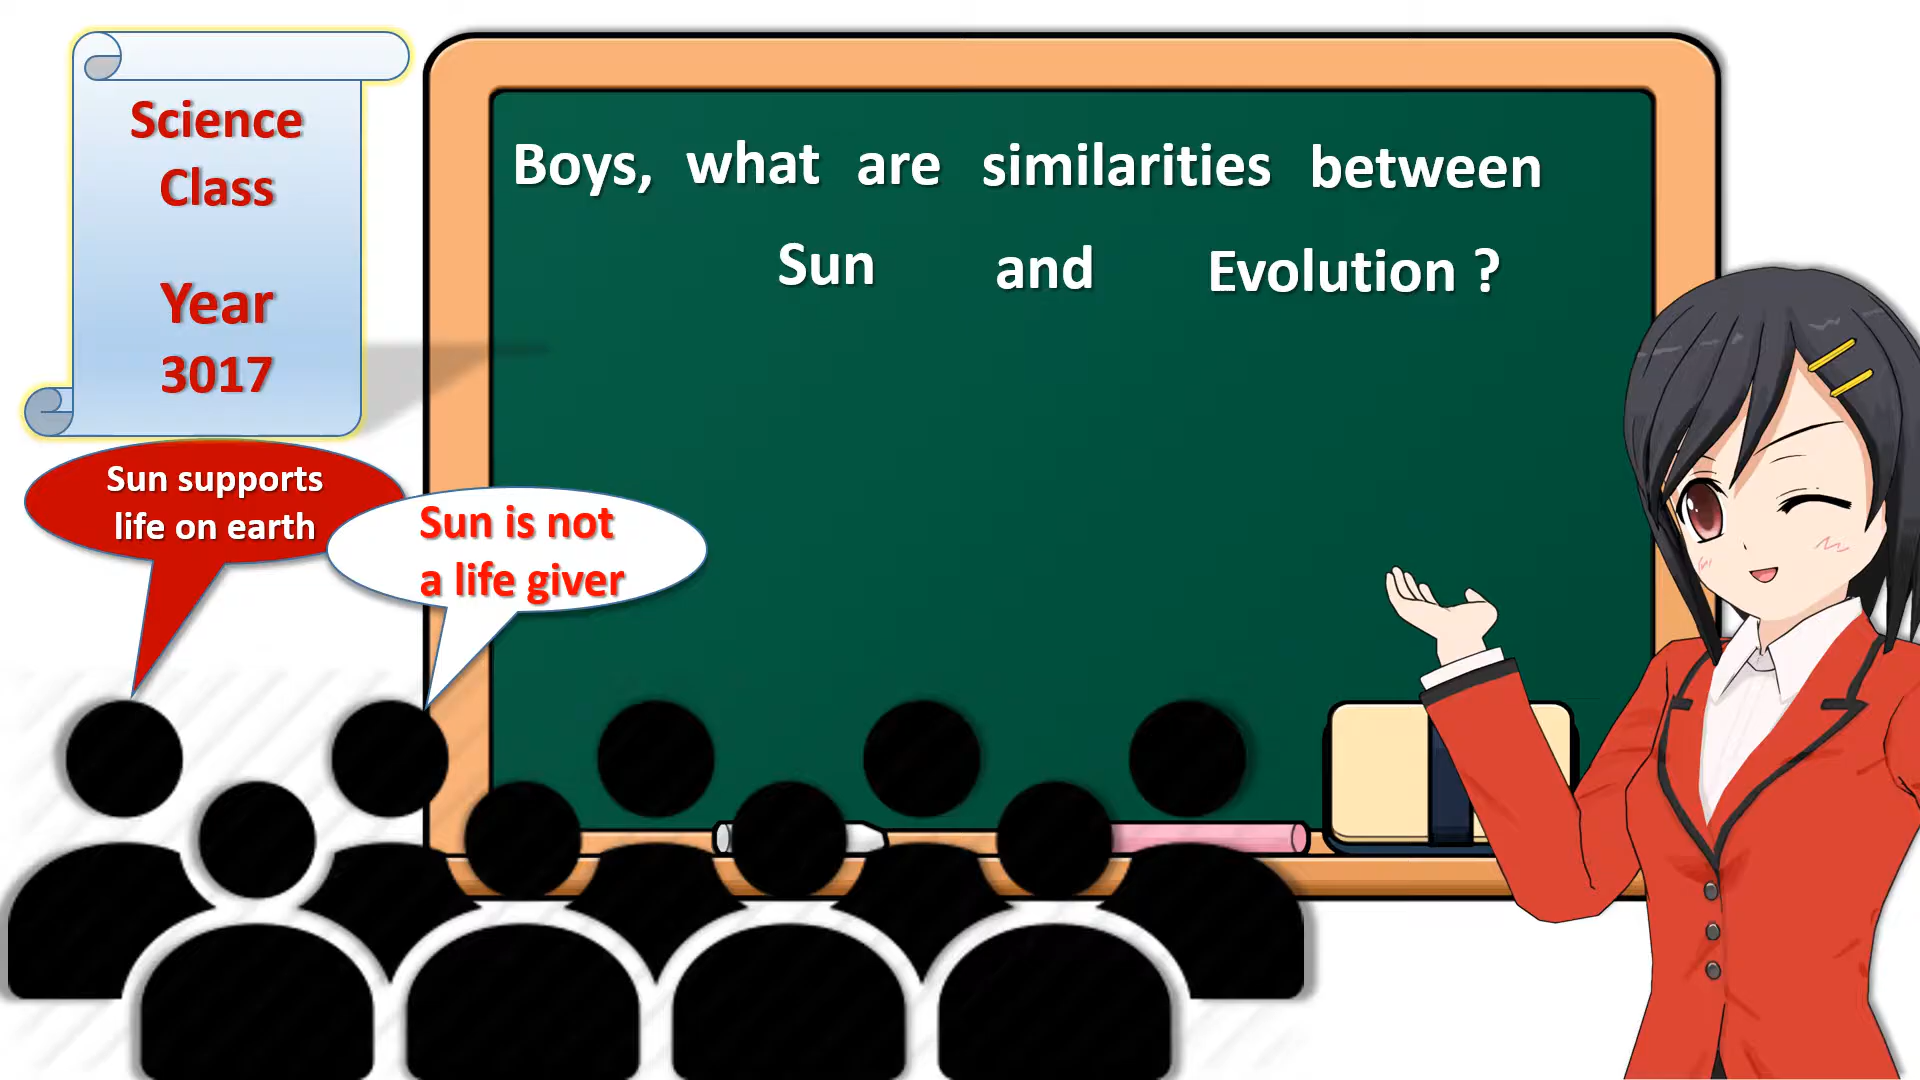 Science
Class
Year
3017
Boys, what are similarities between
Sun and Evolution ?
Sun supports
life on earth
Sun is not
a life giver